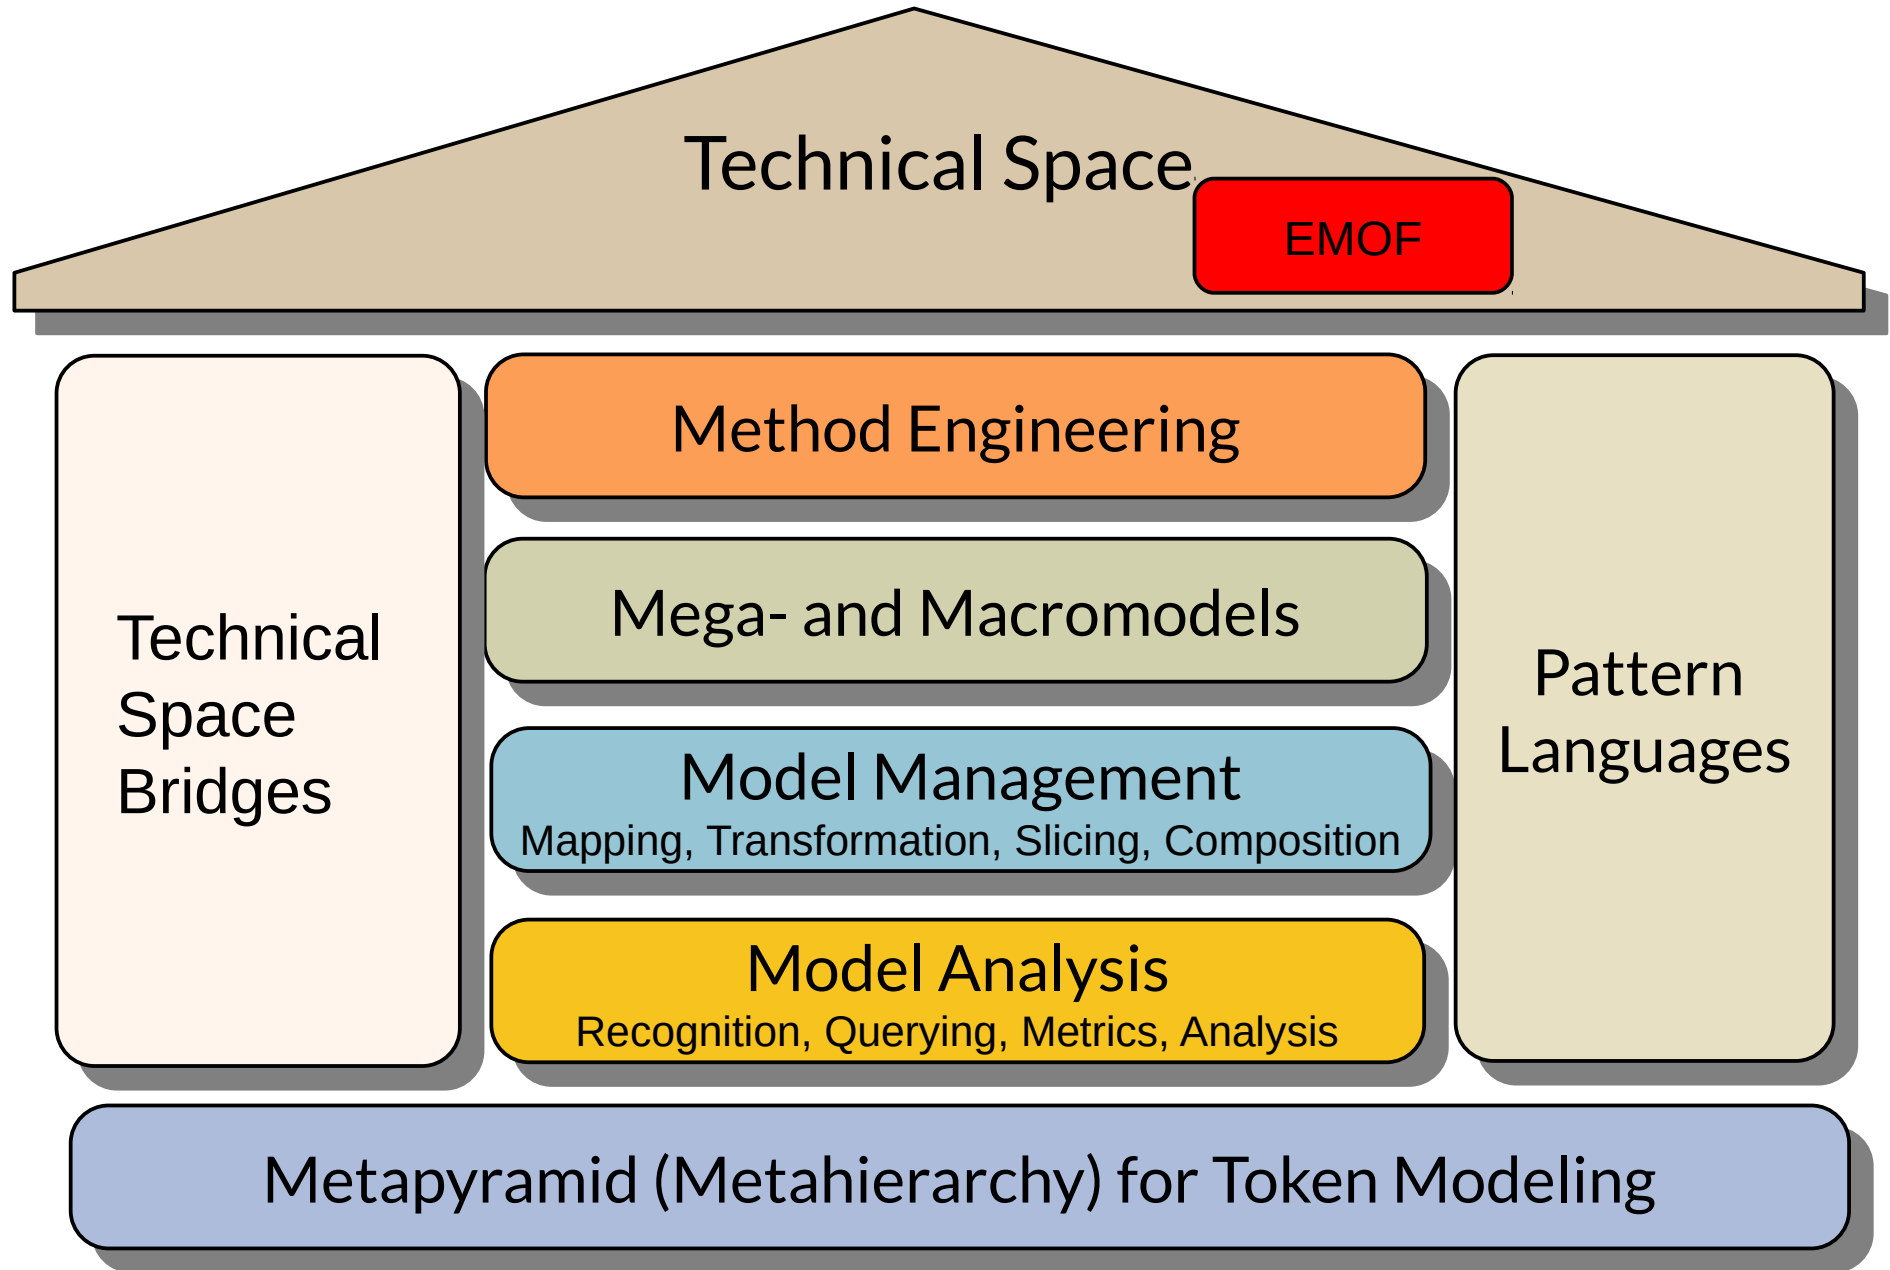 Technical Space
EMOF
Technical
Space
Bridges
Method Engineering
Mega- and Macromodels
Model Management
Mapping, Transformation, Slicing, Composition
Model Analysis
Recognition, Querying, Metrics, Analysis
Pattern
Languages
Metapyramid (Metahierarchy) for Token Modeling